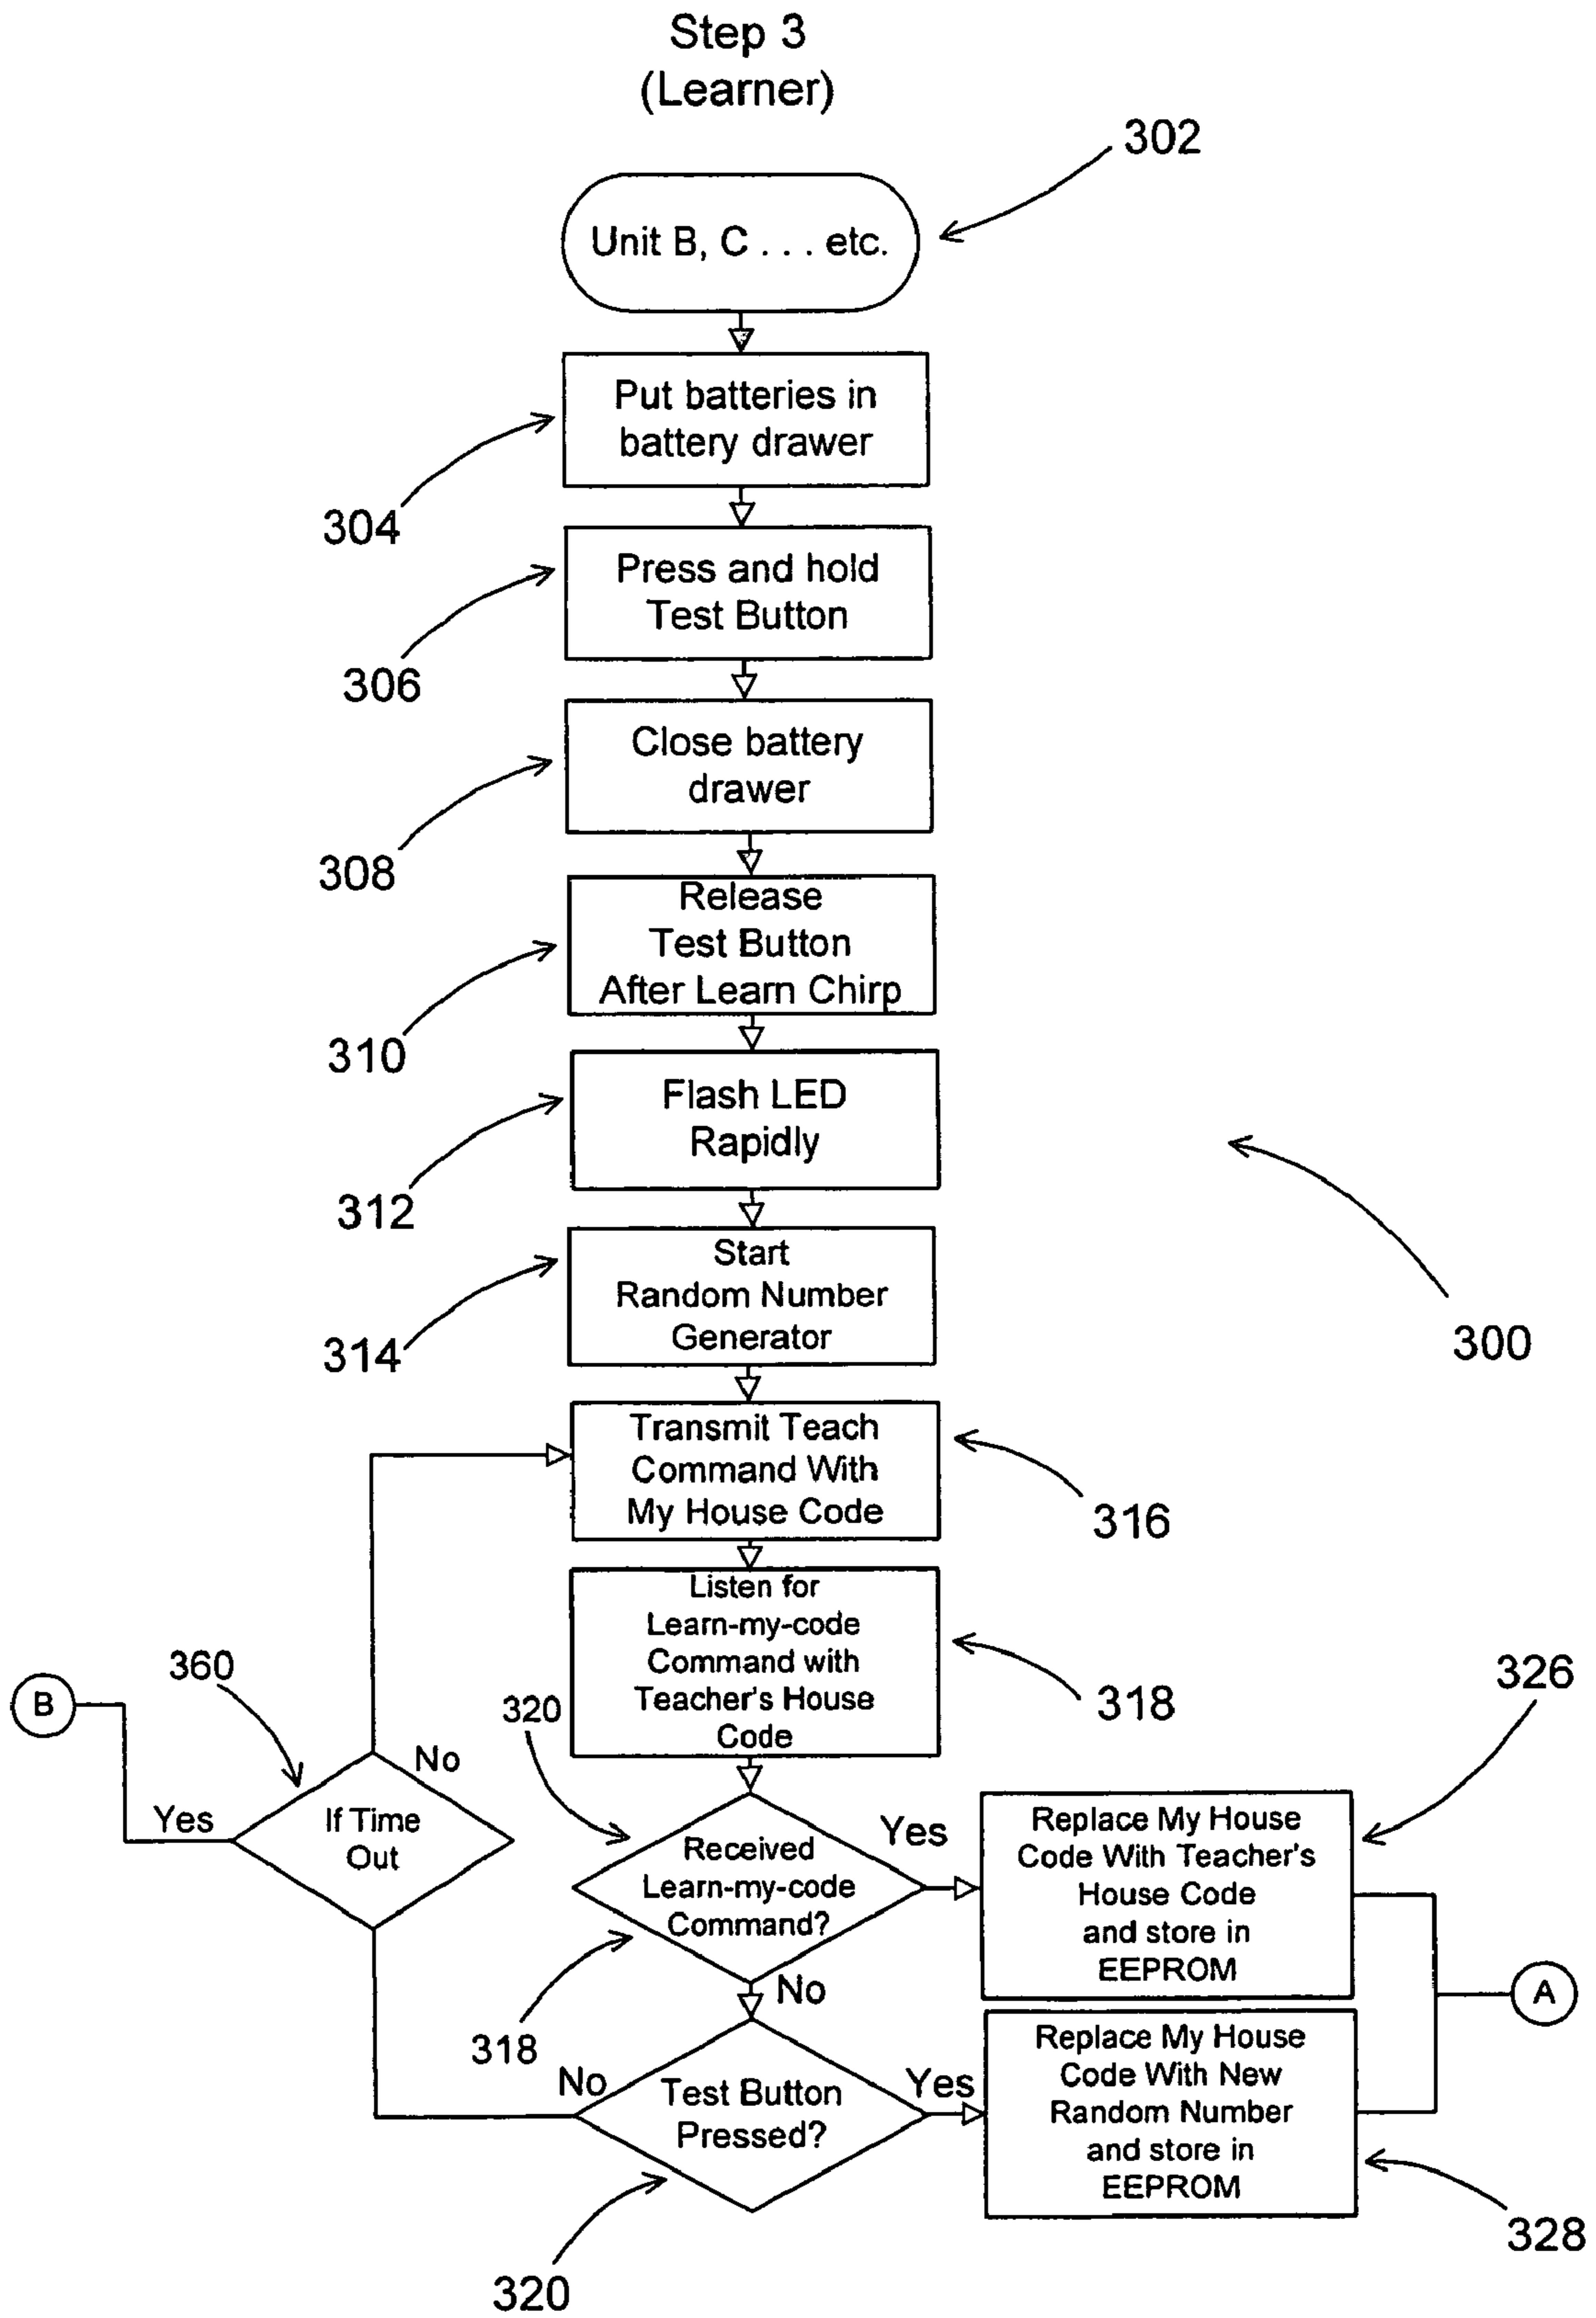 Step 3
(Learner)
302
Unit B, C . . . etc.
Put batteries in
battery drawer
304
Press and hold
Test Button
306
Close battery
drawer
308
Release
Test Button
After Learn Chirp
310
Flash LED
Rapidly
312
Start
Random Number
Generator
314
300
Transmit Teach
Command With
My House Code
316
Listen for
Learn-my-code
Command with
Teacher's House
Code
318
360
320
326
B
No
Yes
If Time
Out
Received
Learn-my-code
Command?
Yes
Replace My House
Code With Teacher's
House Code
and store in
EEPROM
A
No
318
No
Test Button
Pressed?
Yes
Replace My House
Code With New
Random Number
and store in
EEPROM
320
328